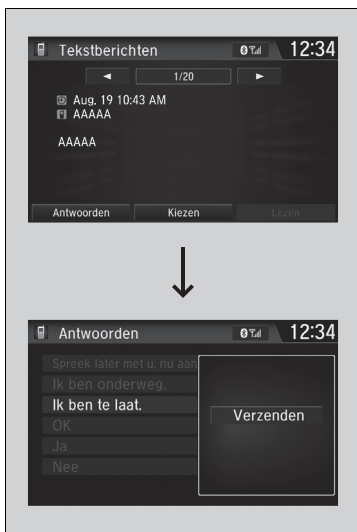 Tekstberichten 12:34
◄ 1/20 ►
Aug. 19 10:43 AM
AAAAA
AAAAA
Antwoorden Kiezen Lezen
Antwoorden 12:34
Spreek later met u, nu aan
Ik ben onderweg.
Ik ben te laat.
Verzenden
OK
Ja
Nee